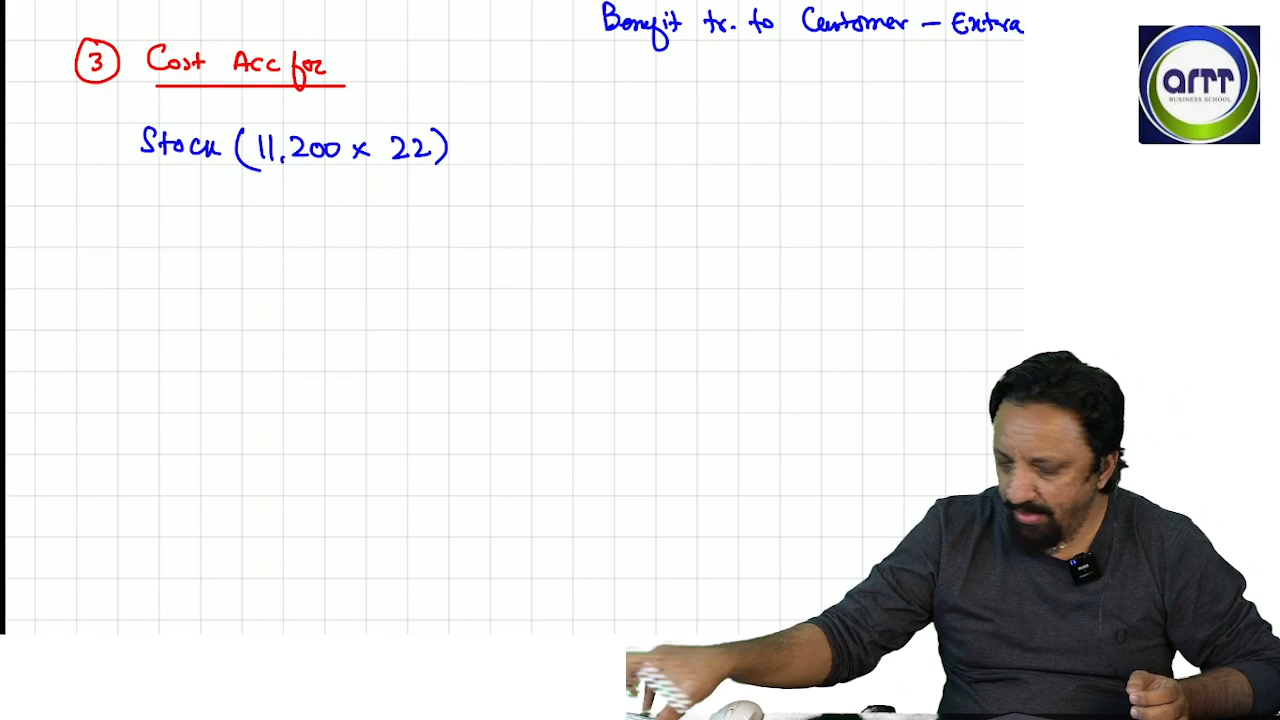 Benefit tr. to Customer - Extra
3 Cost Acc for
Stock (11,200 x 22)
artt
BUSINESS SCHOOL